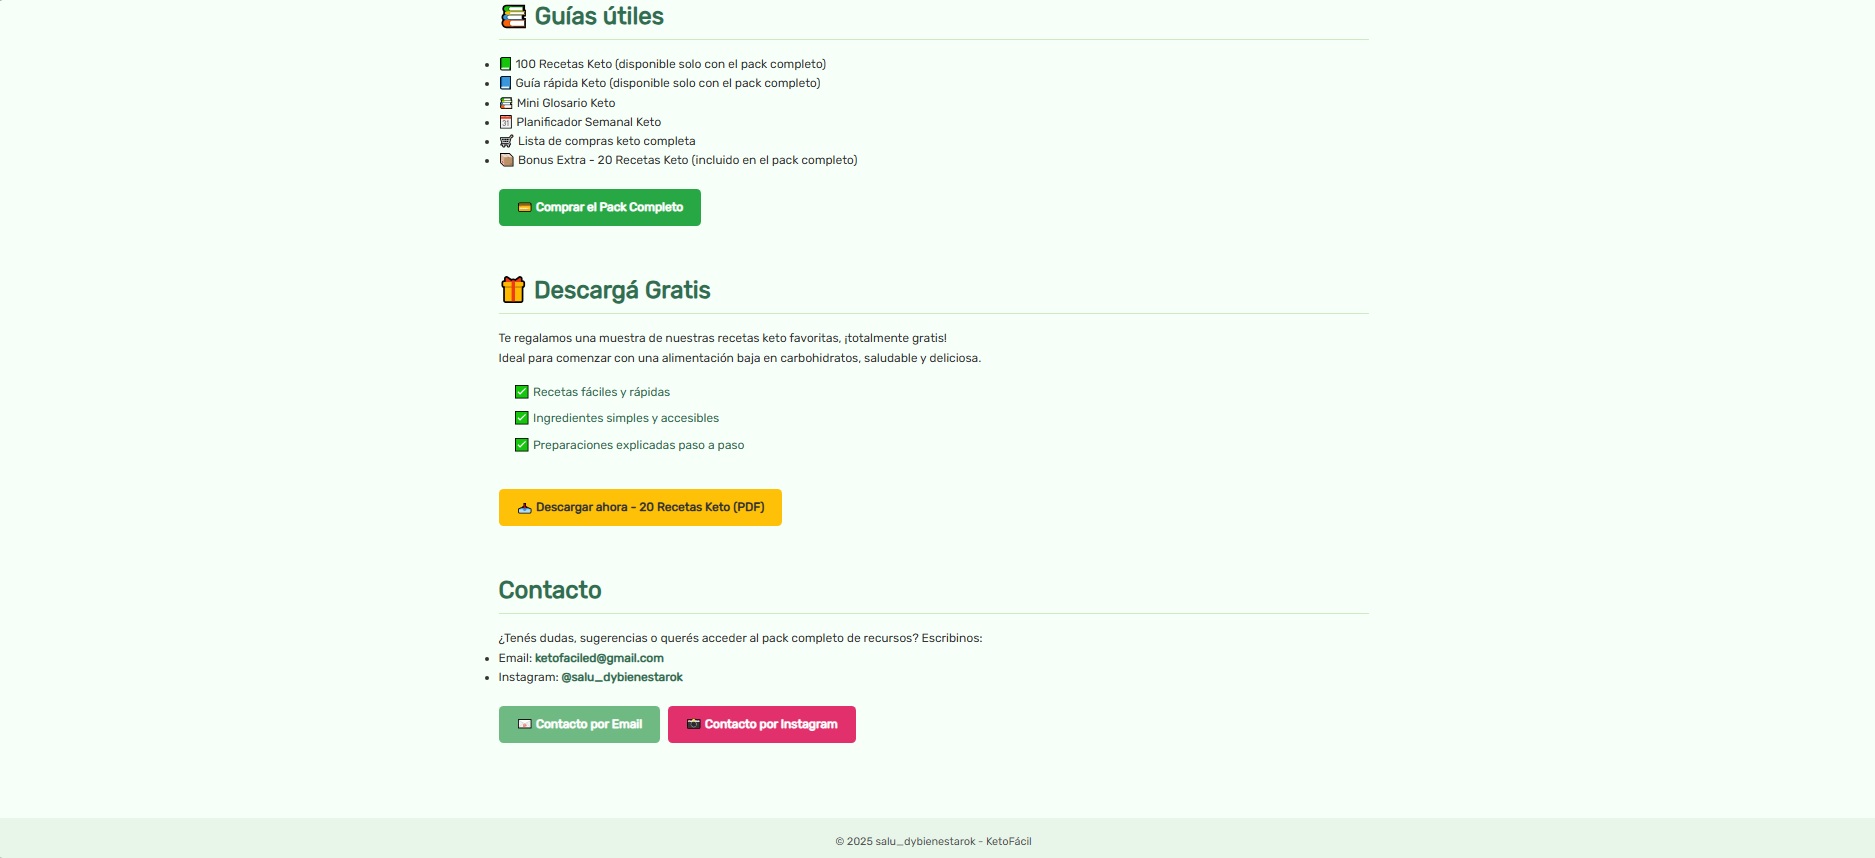 Guías útiles
100 Recetas Keto (disponible solo con el pack completo)
Guía rápida Keto (disponible solo con el pack completo)
Mini Glosario Keto
Planificador Semanal Keto
Lista de compras keto completa
Bonus Extra - 20 Recetas Keto (incluido en el pack completo)
Comprar el Pack Completo
Descargá Gratis
Te regalamos una muestra de nuestras recetas keto favoritas, ¡totalmente gratis!
Ideal para comenzar con una alimentación baja en carbohidratos, saludable y deliciosa.
Recetas fáciles y rápidas
Ingredientes simples y accesibles
Preparaciones explicadas paso a paso
Descargar ahora - 20 Recetas Keto (PDF)
Contacto
¿Tenés dudas, sugerencias o querés acceder al pack completo de recursos? Escribinos:
Email: ketofaciled@gmail.com
Instagram: @salu_dybienestarok
Contacto por Email
Contacto por Instagram
© 2025 salu_dybienestarok - KetoFácil